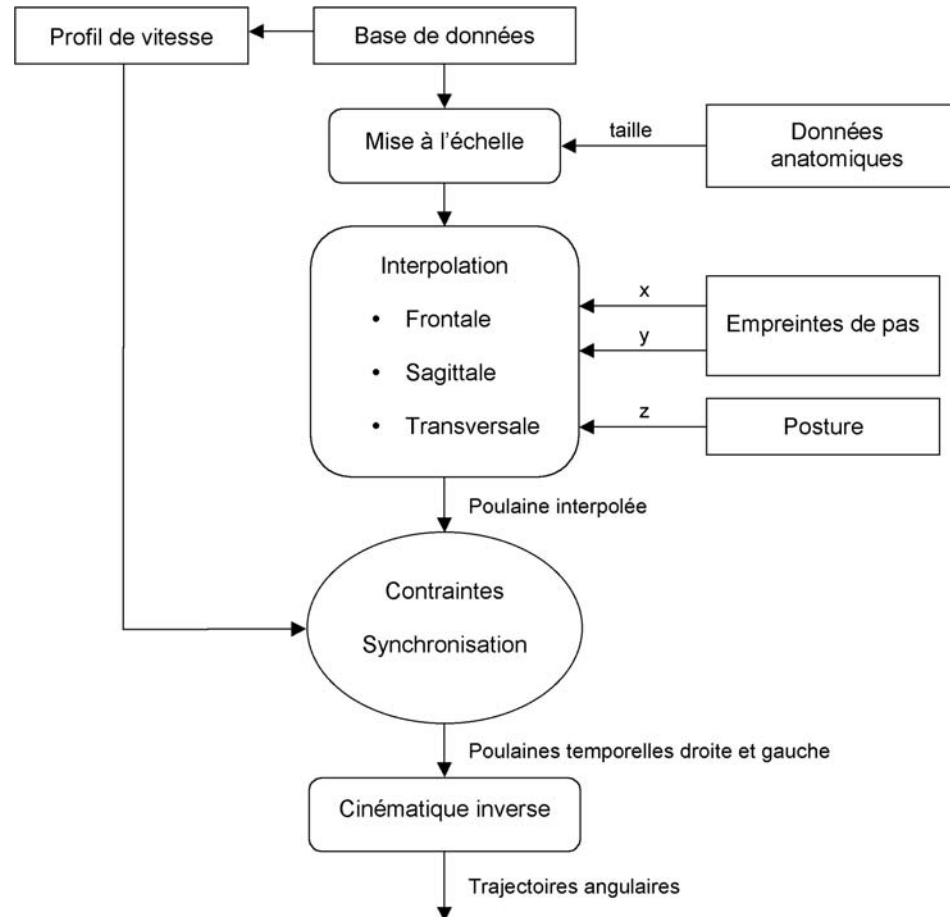 Profil de vitesse
Base de données
Mise à l'échelle
taille
Données
anatomiques
Interpolation
• Frontale
• Sagittale
• Transversale
x
y
Empreintes de pas
z
Posture
Poulaine interpolée
Contraintes
Synchronisation
Poulaines temporelles droite et gauche
Cinématique inverse
Trajectoires angulaires